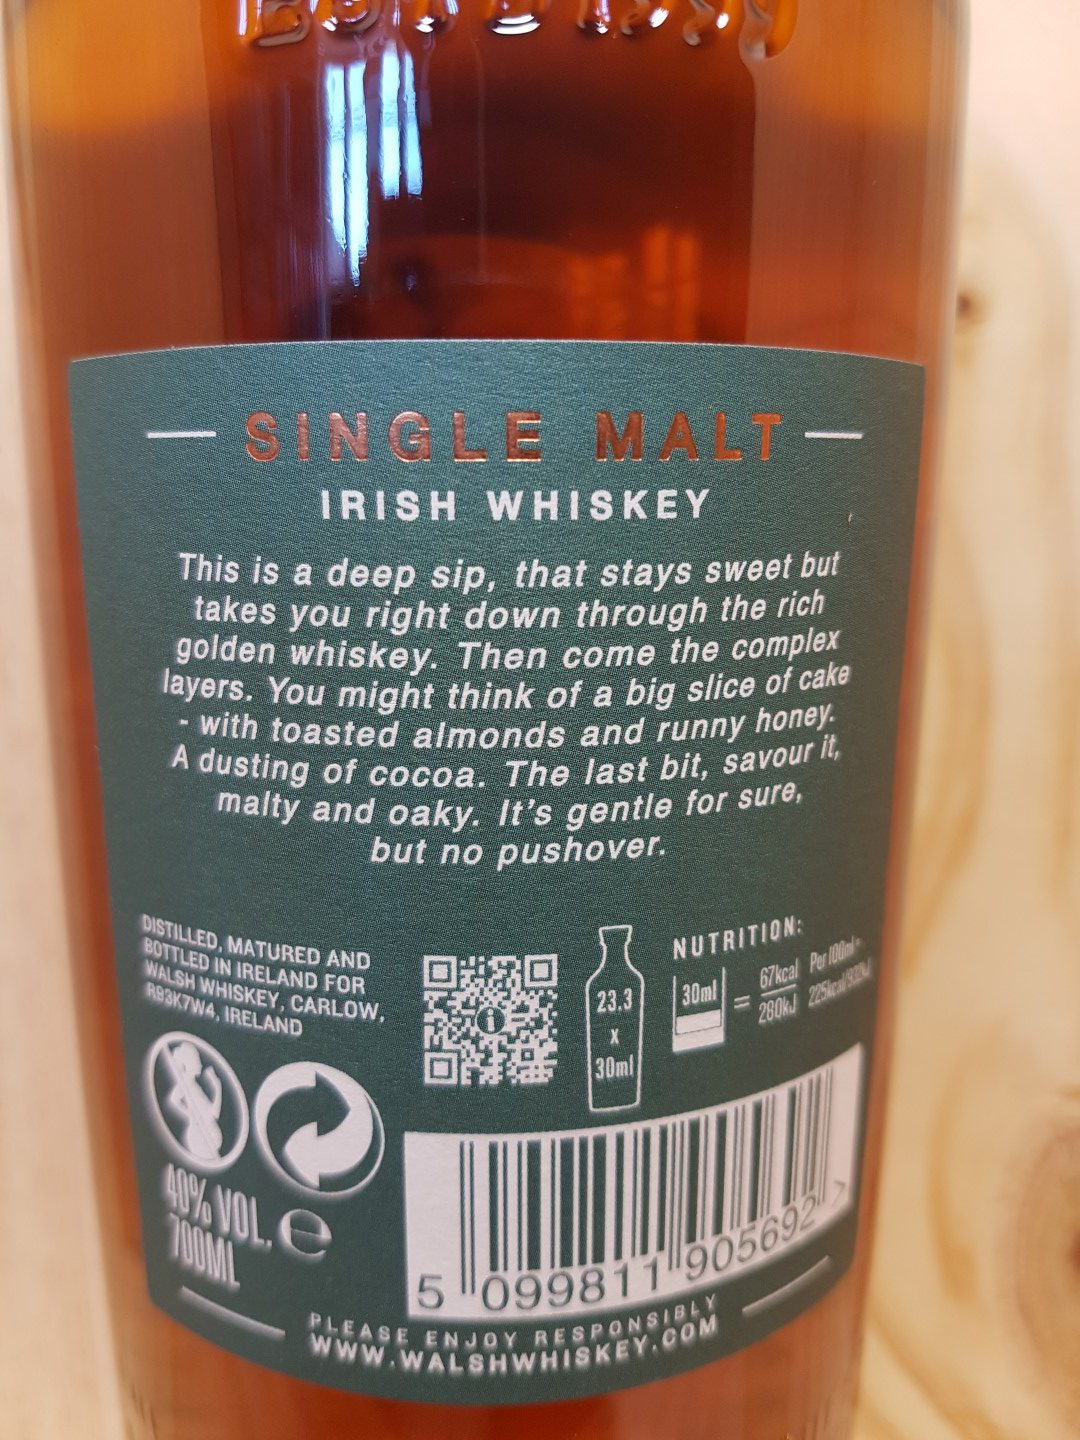 SINGLE MALT
IRISH WHISKEY
This is a deep sip, that stays sweet but
takes you right down through the rich
golden whiskey. Then come the complex
layers. You might think of a big slice of cake
- with toasted almonds and runny honey.
A dusting of cocoa. The last bit, savour it,
malty and oaky. It's gentle for sure,
but no pushover.
DISTILLED, MATURED AND
BOTTLED IN IRELAND FOR
WALSH WHISKEY, CARLOW,
R93K7W4, IRELAND
i
23.3
x
30ml
NUTRITION:
30ml
=
67kcal
280kJ
Per 100ml =
225kcal/932kJ
40% VOL.
700ML
e
5 099811 905692 >
PLEASE ENJOY RESPONSIBLY
WWW.WALSHWHISKEY.COM